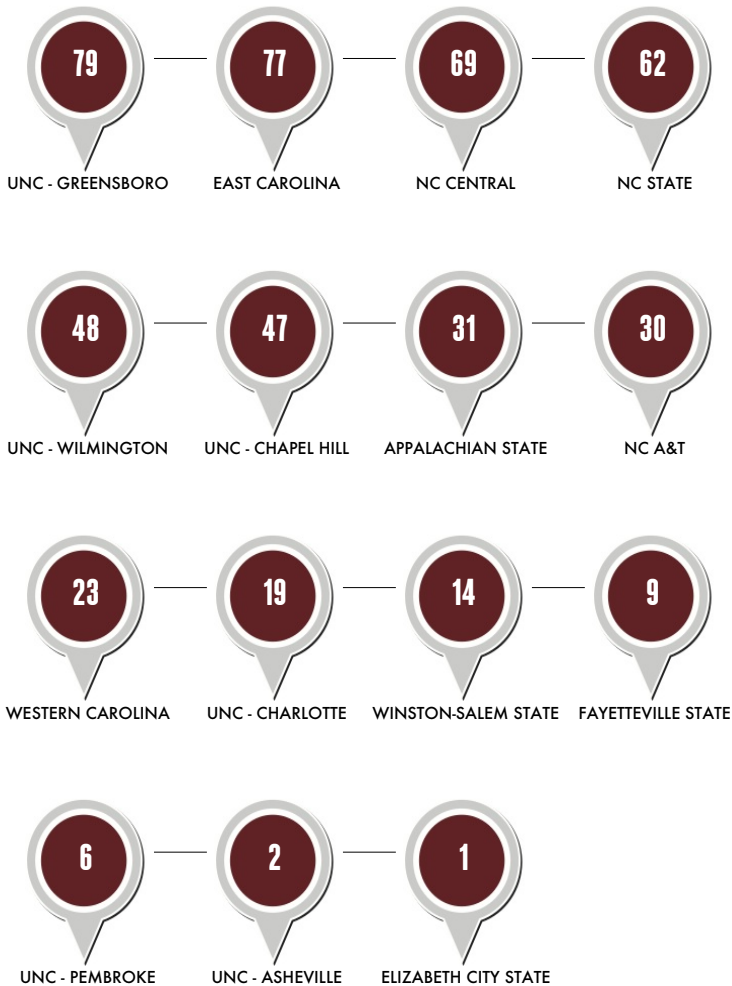 79 77 69 62
UNC - GREENSBORO EAST CAROLINA NC CENTRAL NC STATE
48 47 31 30
UNC - WILMINGTON UNC - CHAPEL HILL APPALACHIAN STATE NC A&T
23 19 14 9
WESTERN CAROLINA UNC - CHARLOTTE WINSTON-SALEM STATE FAYETTEVILLE STATE
6 2 1
UNC - PEMBROKE UNC - ASHEVILLE ELIZABETH CITY STATE